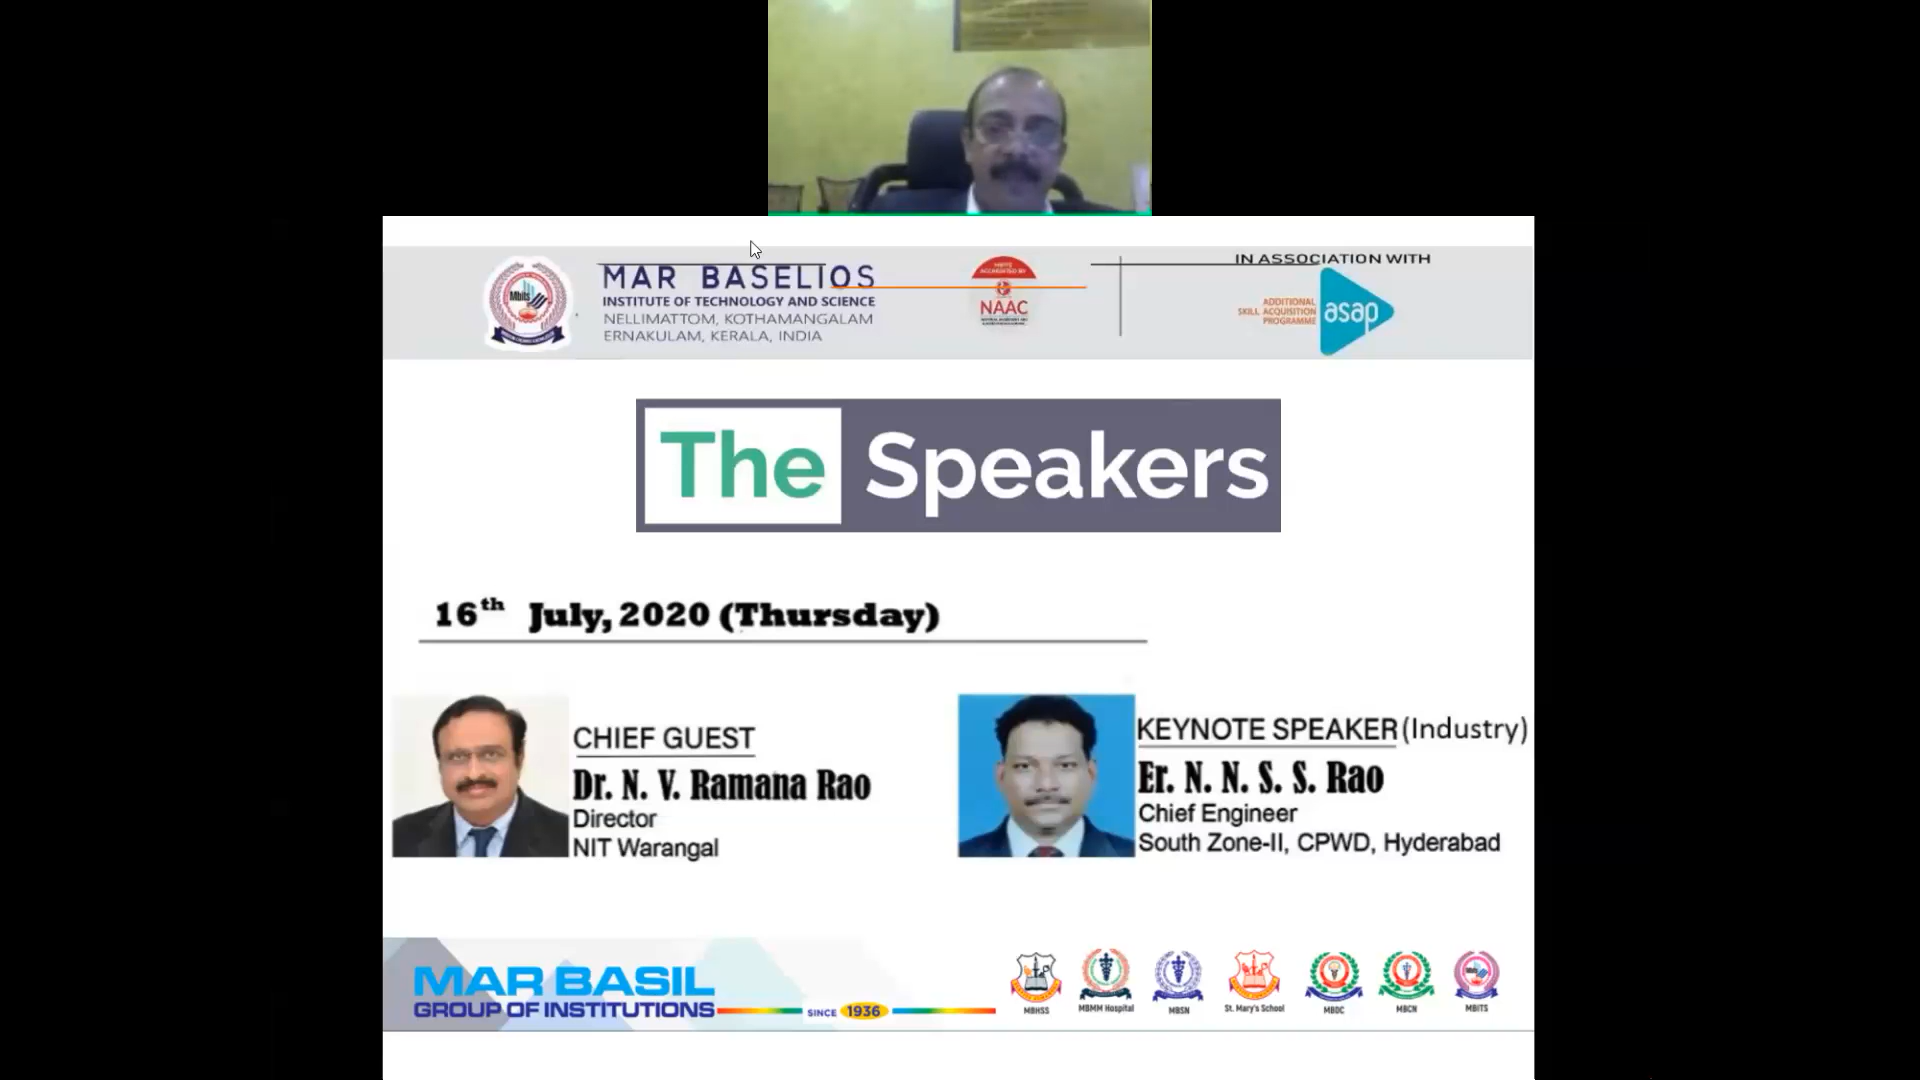 MAR BASELIOS
INSTITUTE OF TECHNOLOGY AND SCIENCE
NELLIMATTOM, KOTHAMANGALAM
ERNAKULAM, KERALA, INDIA
Mbits
ACCREDITED BY
NAAC
IN ASSOCIATION WITH
ADDITIONAL
SKILL ACQUISITION
PROGRAMME
asap
The Speakers
16th July, 2020 (Thursday)
CHIEF GUEST
Dr. N. V. Ramana Rao
Director
NIT Warangal
KEYNOTE SPEAKER (Industry)
Er. N. N. S. S. Rao
Chief Engineer
South Zone-II, CPWD, Hyderabad
MAR BASIL
GROUP OF INSTITUTIONS
SINCE 1936
MBHSS
MBMM Hospital
MBSN
St. Mary's School
MBDC
MBCN
MBITS